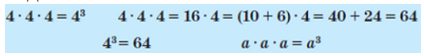 4 · 4 · 4 = 4³ 4 · 4 · 4 = 16 · 4 = (10 + 6) · 4 = 40 + 24 = 64
4³ = 64 a · a · a = a³